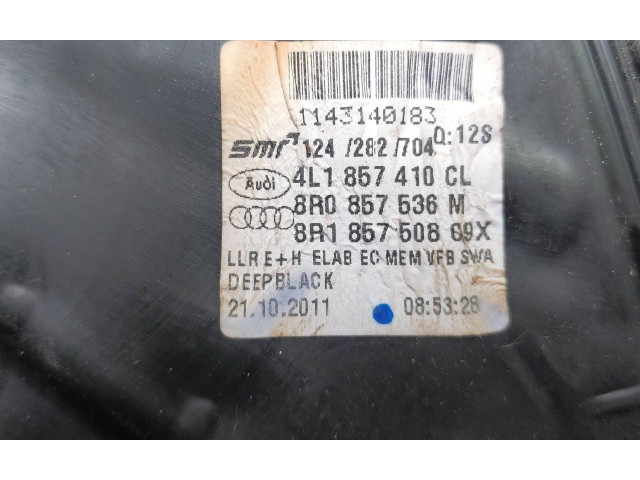 1143140183
smr 124 /282 /704 Q:12S
Audi 4L1 857 410 CL
8R0 857 536 M
8R1 857 508 G9X
LLR E+H ELAB EC MEM VFB SWA
DEEPBLACK
21.10.2011 08:53:28